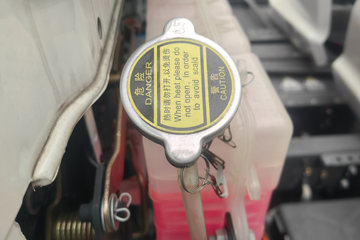 危险
DANGER
热时请勿打开,以免烫伤
When heat please do
not open, in order
to avoid scald
警告
CAUTION